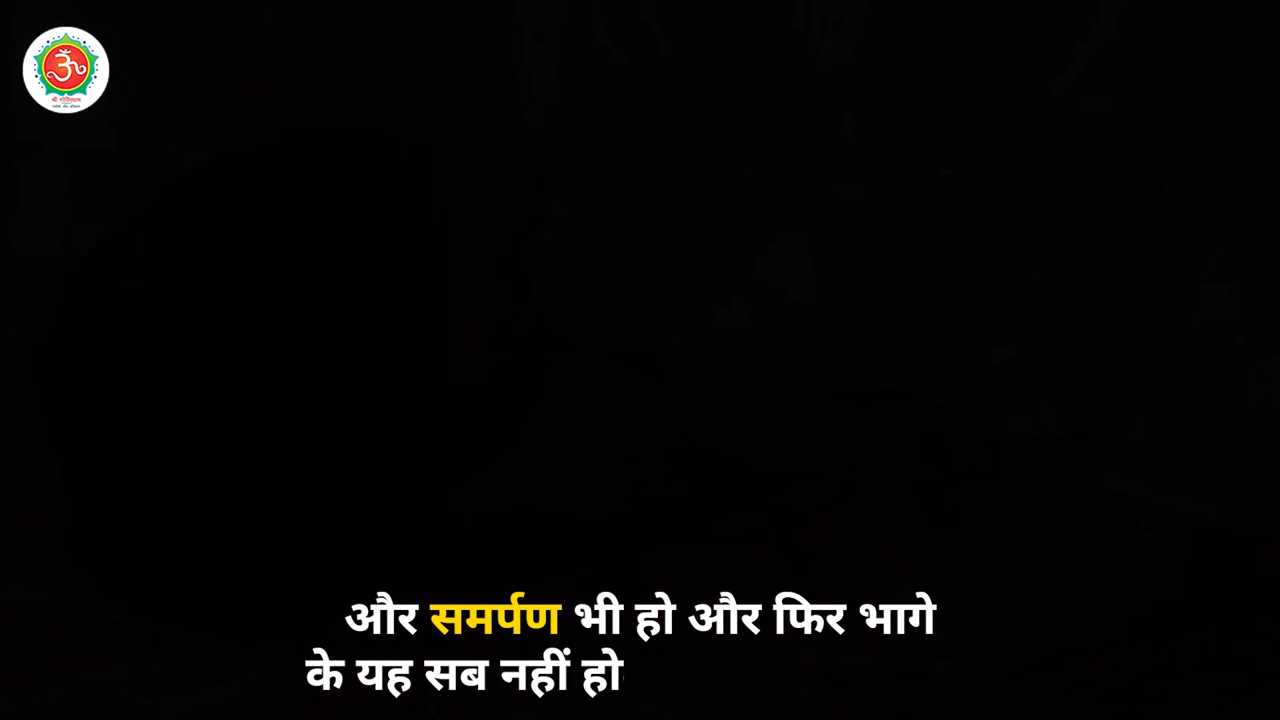 ॐ
और समर्पण भी हो और फिर भागे
के यह सब नहीं हो